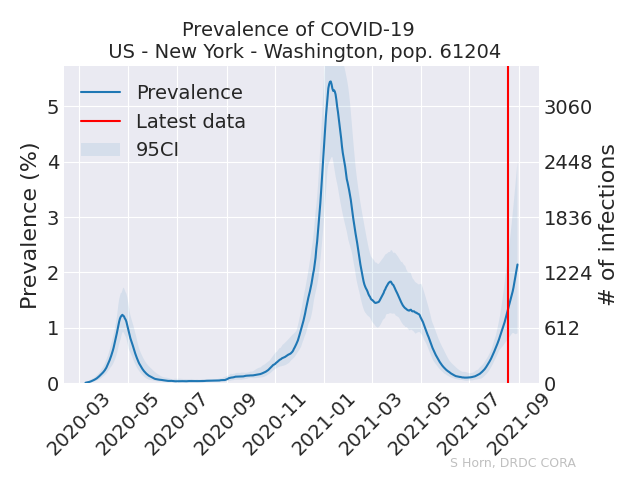 Prevalence of COVID-19
US - New York - Washington, pop. 61204
Prevalence
Latest data
95CI
Prevalence (%)
5
4
3
2
1
0
3060
2448
1836
1224
612
0
# of infections
2020-03
2020-05
2020-07
2020-09
2020-11
2021-01
2021-03
2021-05
2021-07
2021-09
S Horn, DRDC CORA